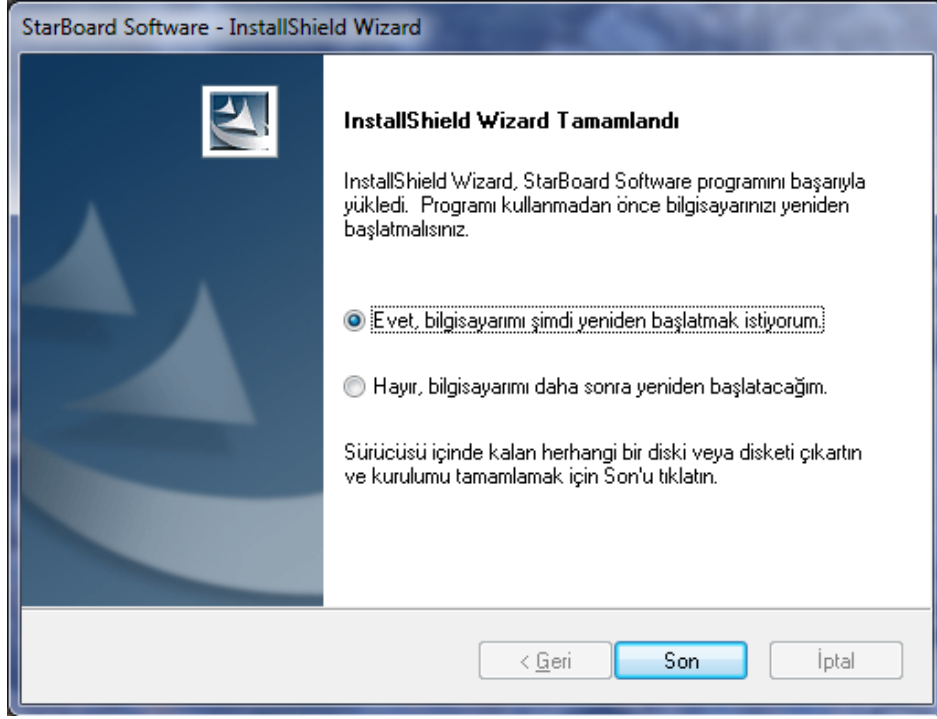 StarBoard Software - InstallShield Wizard
InstallShield Wizard Tamamlandı
InstallShield Wizard, StarBoard Software programını başarıyla
yükledi.  Programı kullanmadan önce bilgisayarınızı yeniden
başlatmalısınız.
Evet, bilgisayarımı şimdi yeniden başlatmak istiyorum.
Hayır, bilgisayarımı daha sonra yeniden başlatacağım.
Sürücüsü içinde kalan herhangi bir diski veya disketi çıkartın
ve kurulumu tamamlamak için Son'u tıklatın.
< Geri Son İptal